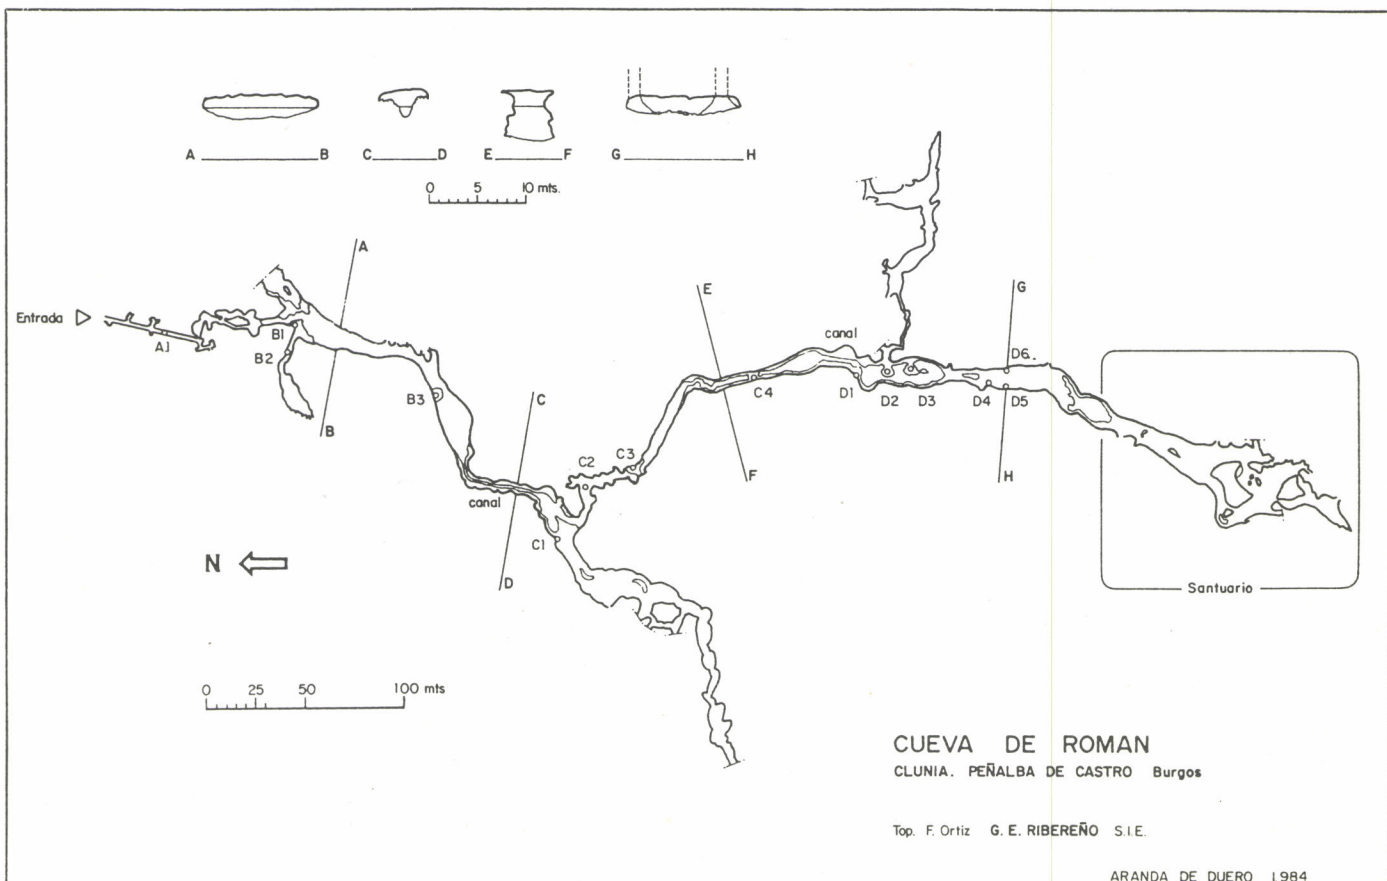 A B C D E F G H
0 5 10 mts.
A
E
G
Entrada
canal
A1
B1
B2
D6
D1 D2 D3 D4 D5
C4
B3
C
B
C2 C3
F
H
canal
C1
N
D
Santuario
0 25 50 100 mts
CUEVA DE ROMAN
CLUNIA. PEÑALBA DE CASTRO Burgos
Top. F. Ortiz G. E. RIBEREÑO S.I.E.
ARANDA DE DUERO 1.984